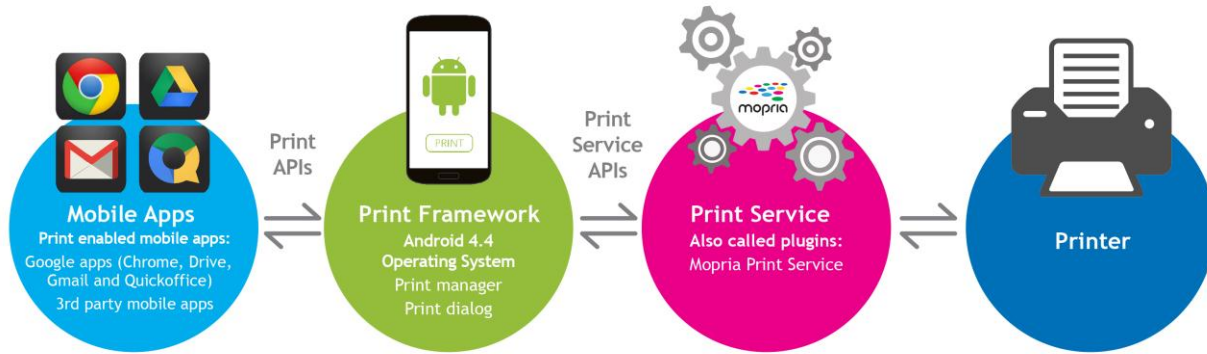 Mobile Apps
Print enabled mobile apps:
Google apps (Chrome, Drive,
Gmail and Quickoffice)
3rd party mobile apps
Print
APIs
PRINT
Print Framework
Android 4.4
Operating System
Print manager
Print dialog
Print
Service
APIs
mopria
Print Service
Also called plugins:
Mopria Print Service
Printer